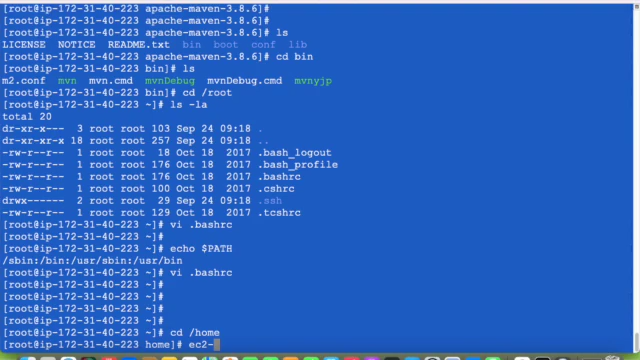 [root@ip-172-31-40-223 apache-maven-3.8.6]#
[root@ip-172-31-40-223 apache-maven-3.8.6]# ls
LICENSE NOTICE README.txt bin boot conf lib
[root@ip-172-31-40-223 apache-maven-3.8.6]# cd bin
[root@ip-172-31-40-223 bin]# ls
m2.conf mvn mvn.cmd mvnDebug mvnDebug.cmd mvnyjp
[root@ip-172-31-40-223 bin]# cd /root
[root@ip-172-31-40-223 ~]# ls -la
total 20
dr-xr-x--- 3 root root 103 Sep 24 09:18 .
dr-xr-xr-x 18 root root 257 Sep 24 09:18 ..
-rw-r--r-- 1 root root 18 Oct 18 2017 .bash_logout
-rw-r--r-- 1 root root 176 Oct 18 2017 .bash_profile
-rw-r--r-- 1 root root 176 Oct 18 2017 .bashrc
-rw-r--r-- 1 root root 100 Oct 18 2017 .cshrc
drwx------ 2 root root 29 Sep 24 09:18 .ssh
-rw-r--r-- 1 root root 129 Oct 18 2017 .tcshrc
[root@ip-172-31-40-223 ~]# vi .bashrc
[root@ip-172-31-40-223 ~]#
[root@ip-172-31-40-223 ~]# echo $PATH
/sbin:/bin:/usr/sbin:/usr/bin
[root@ip-172-31-40-223 ~]# vi .bashrc
[root@ip-172-31-40-223 ~]#
[root@ip-172-31-40-223 ~]#
[root@ip-172-31-40-223 ~]#
[root@ip-172-31-40-223 ~]#
[root@ip-172-31-40-223 ~]# cd /home
[root@ip-172-31-40-223 home]# ec2-